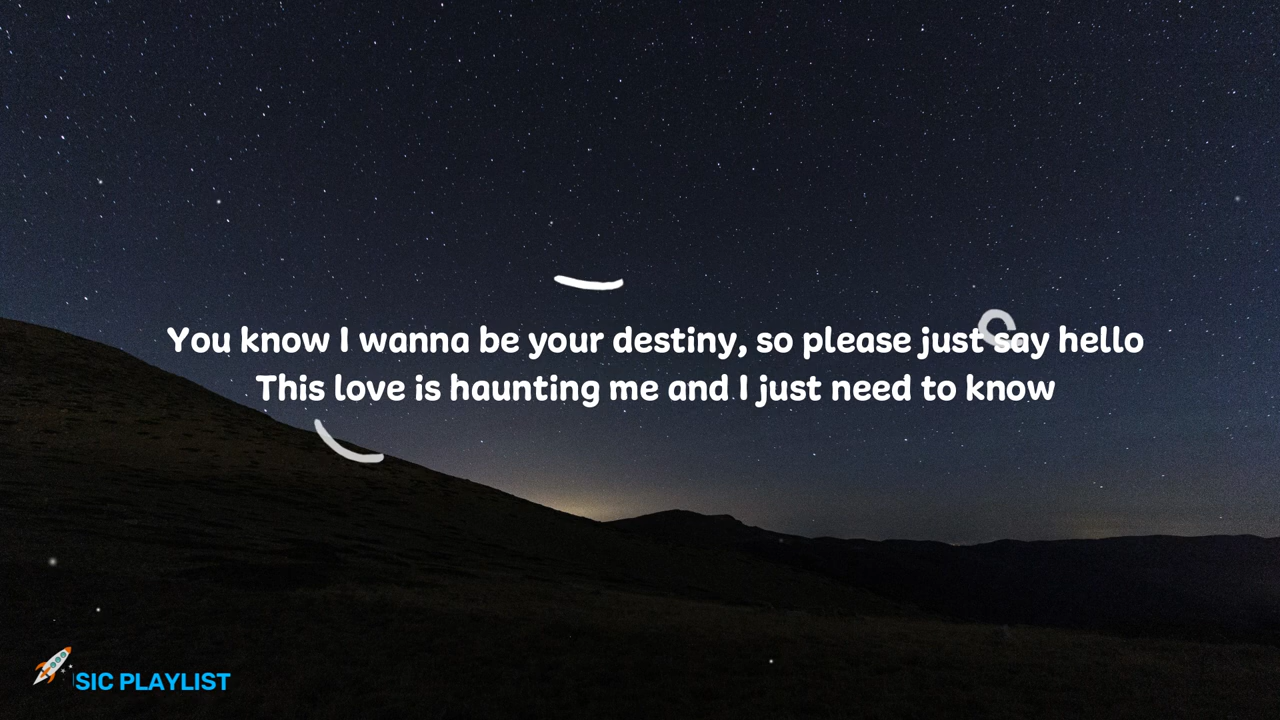 You know I wanna be your destiny, so please just say hello
This love is haunting me and I just need to know
SIC PLAYLIST